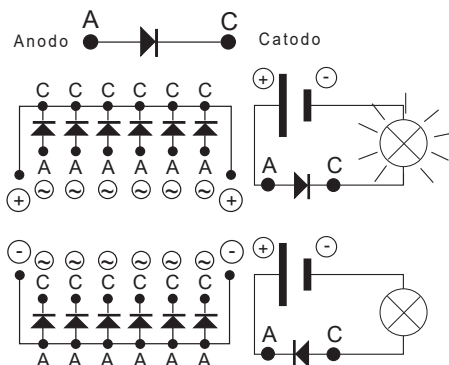 Anodo A C Catodo
C C C C C C
A A A A A A
~ ~ ~ ~ ~ ~
+ +
+ -
A C
- ~ ~ ~ ~ ~ ~ -
C C C C C C
A A A A A A
+ -
A C